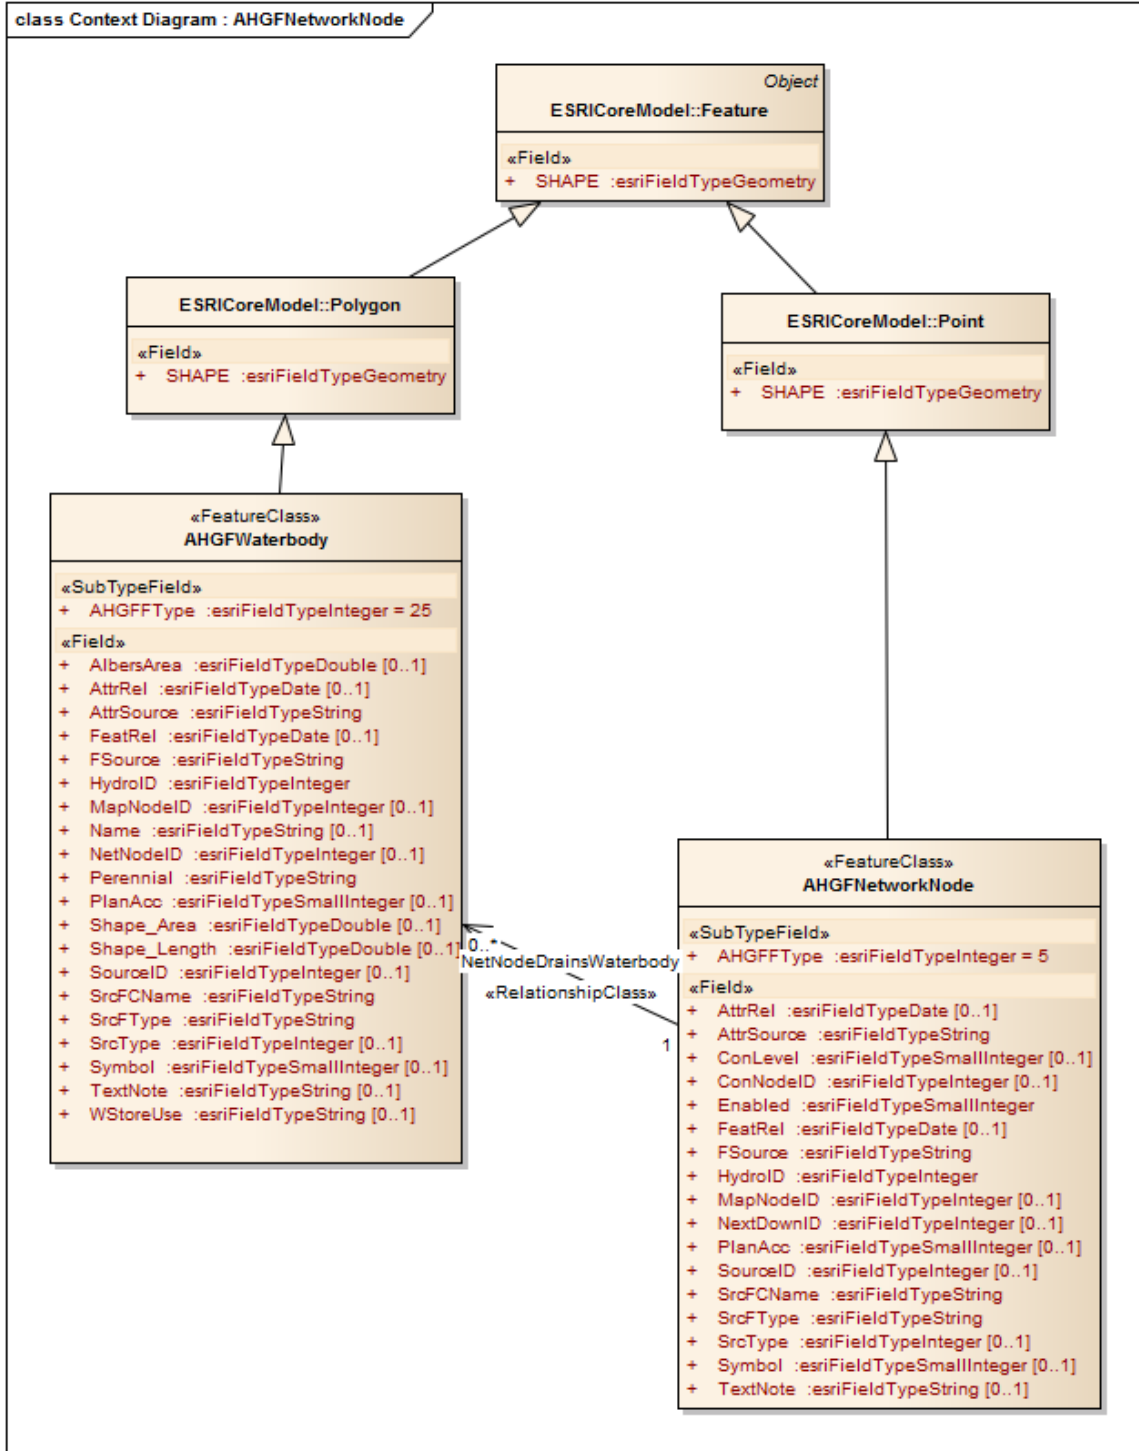 class Context Diagram : AHGFNetworkNode
Object
ESRICoreModel::Feature
«Field»
+ SHAPE :esriFieldTypeGeometry
ESRICoreModel::Polygon
«Field»
+ SHAPE :esriFieldTypeGeometry
ESRICoreModel::Point
«Field»
+ SHAPE :esriFieldTypeGeometry
«FeatureClass»
AHGFWaterbody
«SubTypeField»
+ AHGFFType :esriFieldTypeInteger = 25
«Field»
+ AlbersArea :esriFieldTypeDouble [0..1]
+ AttrRel :esriFieldTypeDate [0..1]
+ AttrSource :esriFieldTypeString
+ FeatRel :esriFieldTypeDate [0..1]
+ FSource :esriFieldTypeString
+ HydroID :esriFieldTypeInteger
+ MapNodeID :esriFieldTypeInteger [0..1]
+ Name :esriFieldTypeString [0..1]
+ NetNodeID :esriFieldTypeInteger [0..1]
+ Perennial :esriFieldTypeString
+ PlanAcc :esriFieldTypeSmallInteger [0..1]
+ Shape_Area :esriFieldTypeDouble [0..1]
+ Shape_Length :esriFieldTypeDouble [0..1]
+ SourceID :esriFieldTypeInteger [0..1]
+ SrcFCName :esriFieldTypeString
+ SrcFType :esriFieldTypeString
+ SrcType :esriFieldTypeInteger [0..1]
+ Symbol :esriFieldTypeSmallInteger [0..1]
+ TextNote :esriFieldTypeString [0..1]
+ WStoreUse :esriFieldTypeString [0..1]
0..*
NetNodeDrainsWaterbody
«RelationshipClass»
1
«FeatureClass»
AHGFNetworkNode
«SubTypeField»
+ AHGFFType :esriFieldTypeInteger = 5
«Field»
+ AttrRel :esriFieldTypeDate [0..1]
+ AttrSource :esriFieldTypeString
+ ConLevel :esriFieldTypeSmallInteger [0..1]
+ ConNodeID :esriFieldTypeInteger [0..1]
+ Enabled :esriFieldTypeSmallInteger
+ FeatRel :esriFieldTypeDate [0..1]
+ FSource :esriFieldTypeString
+ HydroID :esriFieldTypeInteger
+ MapNodeID :esriFieldTypeInteger [0..1]
+ NextDownID :esriFieldTypeInteger [0..1]
+ PlanAcc :esriFieldTypeSmallInteger [0..1]
+ SourceID :esriFieldTypeInteger [0..1]
+ SrcFCName :esriFieldTypeString
+ SrcFType :esriFieldTypeString
+ SrcType :esriFieldTypeInteger [0..1]
+ Symbol :esriFieldTypeSmallInteger [0..1]
+ TextNote :esriFieldTypeString [0..1]